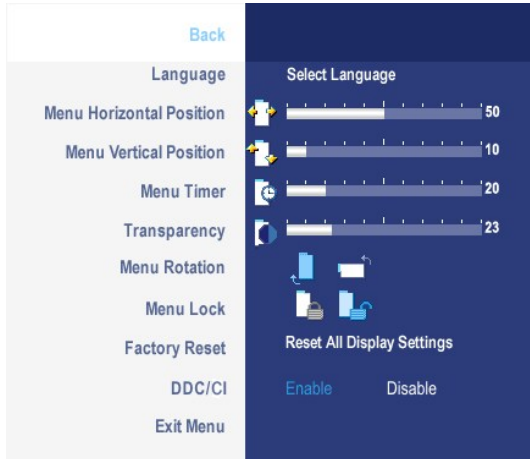 Back
Language Select Language
Menu Horizontal Position 50
Menu Vertical Position 10
Menu Timer 20
Transparency 23
Menu Rotation
Menu Lock
Factory Reset Reset All Display Settings
DDC/CI Enable Disable
Exit Menu